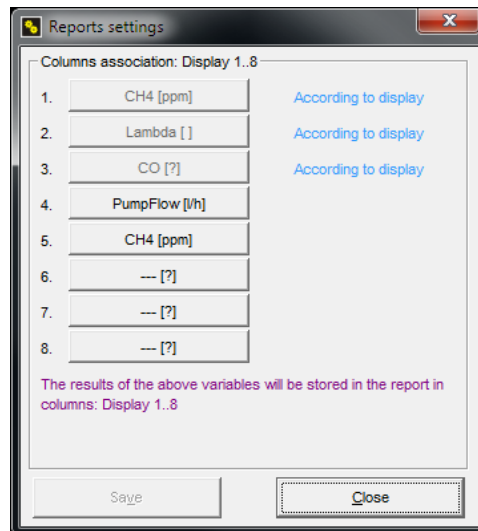 Reports settings
Columns association: Display 1..8
1. CH4 [ppm] According to display
2. Lambda [ ] According to display
3. CO [?] According to display
4. PumpFlow [l/h]
5. CH4 [ppm]
6. --- [?]
7. --- [?]
8. --- [?]
The results of the above variables will be stored in the report in
columns: Display 1..8
Save Close